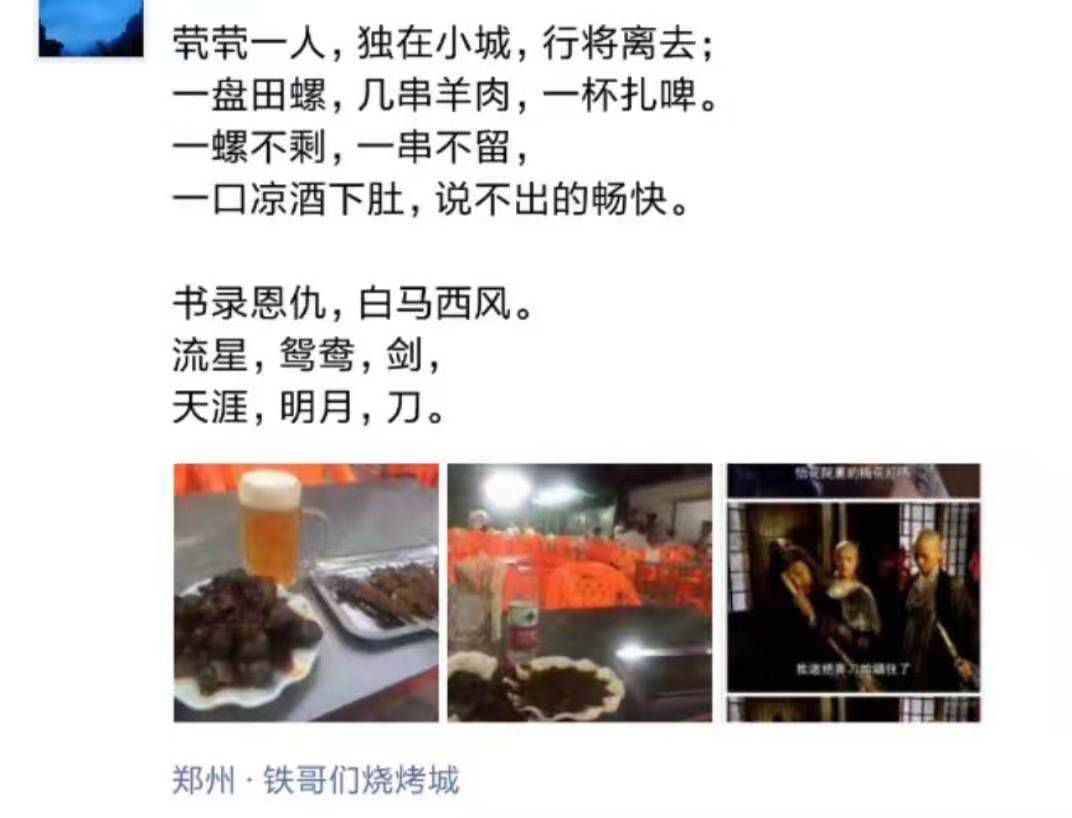 茕茕一人，独在小城，行将离去；
一盘田螺，几串羊肉，一杯扎啤。
一螺不剩，一串不留，
一口凉酒下肚，说不出的畅快。
书录恩仇，白马西风。
流星，鸳鸯，剑，
天涯，明月，刀。
郑州·铁哥们烧烤城